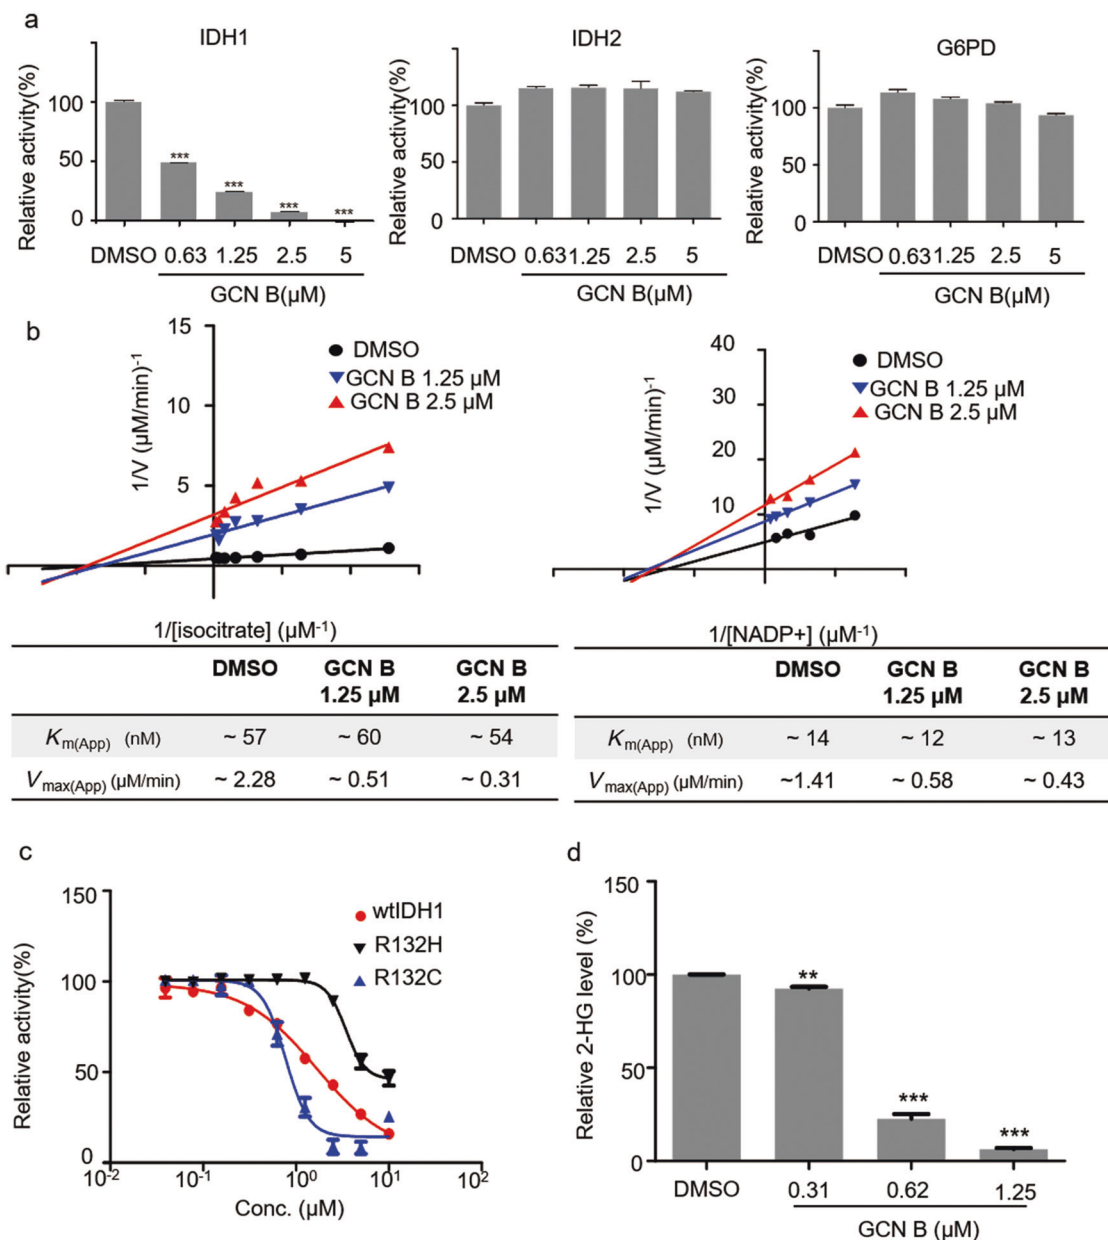 a
IDH1
IDH2
G6PD
Relative activity(%)
100
50
0
*** *** *** ***
DMSO 0.63 1.25 2.5 5
GCN B(µM)
Relative activity(%)
150
100
50
0
DMSO 0.63 1.25 2.5 5
GCN B(µM)
Relative activity(%)
150
100
50
0
DMSO 0.63 1.25 2.5 5
GCN B(µM)
b
1/V (µM/min)⁻¹
15
10
5
DMSO
GCN B 1.25 µM
GCN B 2.5 µM
1/[isocitrate] (µM⁻¹)
1/V (µM/min)⁻¹
40
30
20
10
DMSO
GCN B 1.25 µM
GCN B 2.5 µM
1/[NADP+] (µM⁻¹)
DMSO GCN B 1.25 µM GCN B 2.5 µM
Km(App) (nM) ~ 57 ~ 60 ~ 54
Vmax(App) (µM/min) ~ 2.28 ~ 0.51 ~ 0.31
DMSO GCN B 1.25 µM GCN B 2.5 µM
Km(App) (nM) ~ 14 ~ 12 ~ 13
Vmax(App) (µM/min) ~1.41 ~ 0.58 ~ 0.43
c
Relative activity(%)
150
100
50
0
10⁻² 10⁻¹ 10⁰ 10¹ 10²
Conc. (µM)
wtIDH1
R132H
R132C
d
Relative 2-HG level (%)
150
100
50
0
** *** ***
DMSO 0.31 0.62 1.25
GCN B (µM)